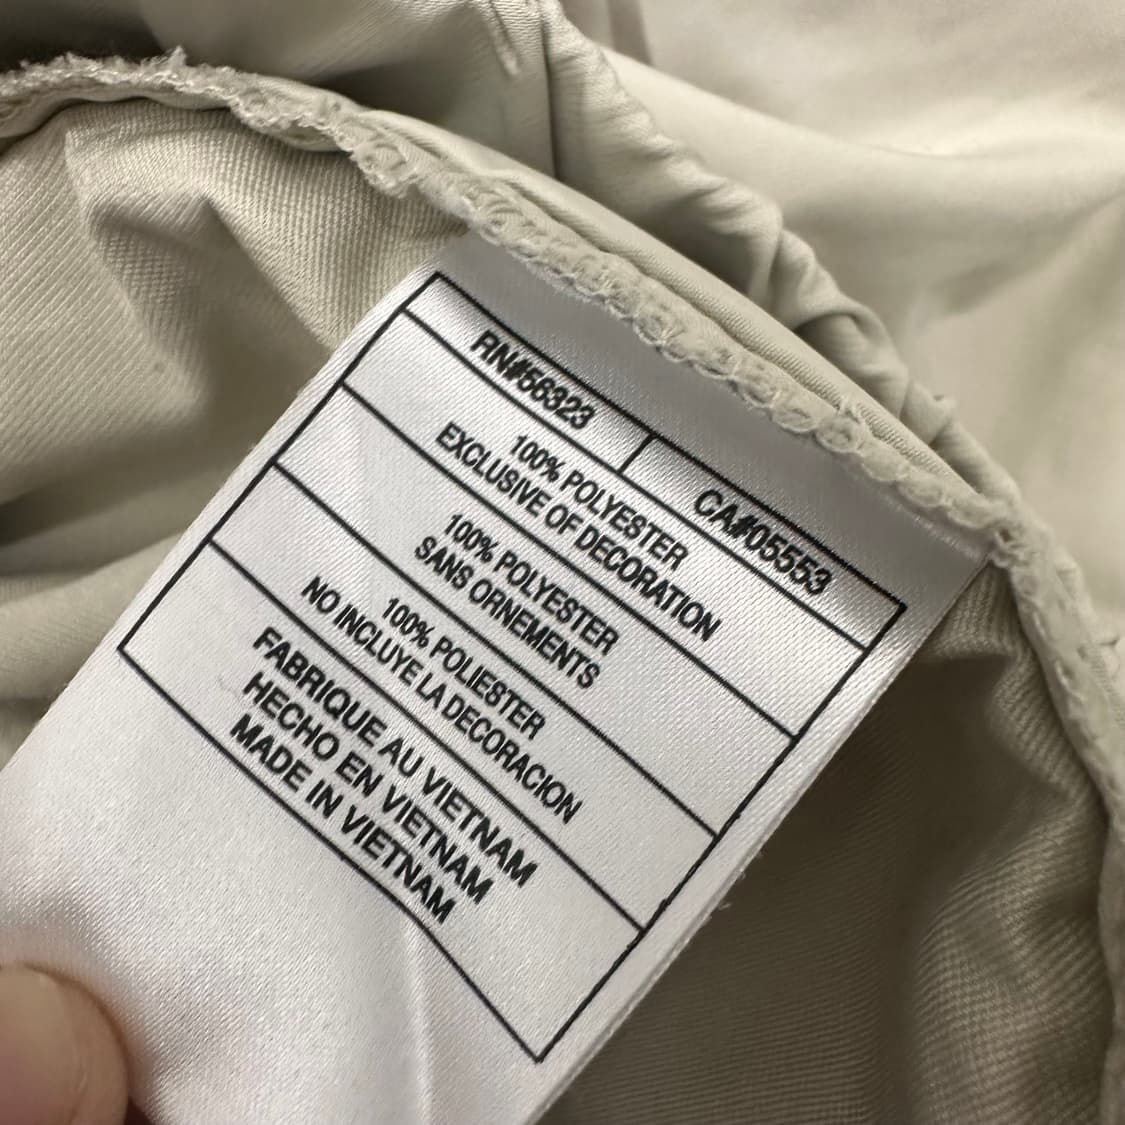 RN#56323
CA#05553
100% POLYESTER
EXCLUSIVE OF DECORATION
100% POLYESTER
SANS ORNEMENTS
100% POLIESTER
NO INCLUYE LA DECORACION
FABRIQUE AU VIETNAM
HECHO EN VIETNAM
MADE IN VIETNAM